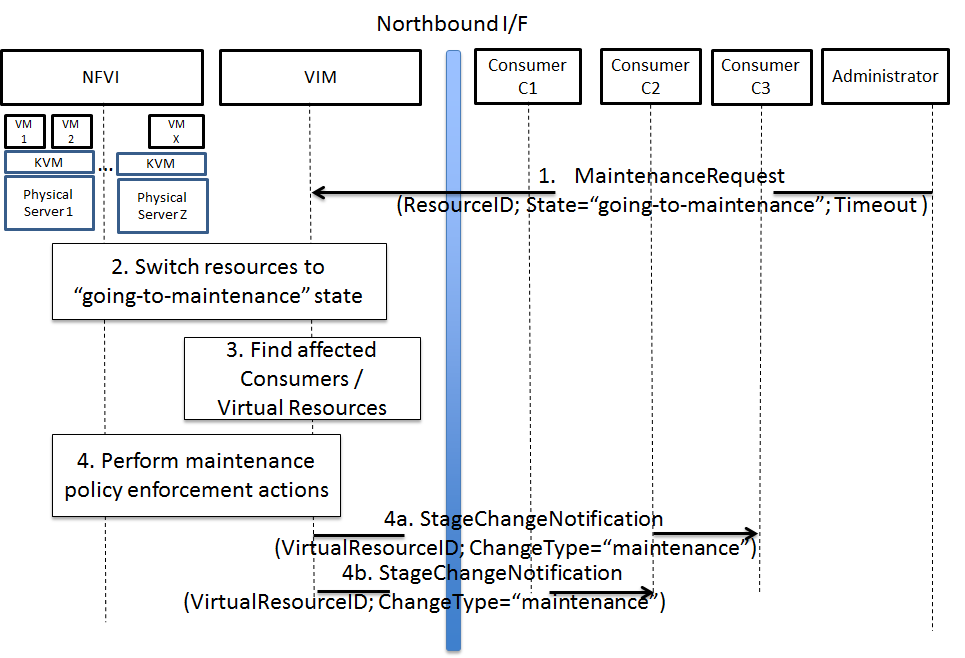 Northbound I/F
NFVI
VIM
Consumer
C1
Consumer
C2
Consumer
C3
Administrator
VM
1
VM
2
VM
X
KVM
...
KVM
Physical
Server 1
Physical
Server Z
1. MaintenanceRequest
(ResourceID; State=“going-to-maintenance”; Timeout )
2. Switch resources to
“going-to-maintenance” state
3. Find affected
Consumers /
Virtual Resources
4. Perform maintenance
policy enforcement actions
4a. StageChangeNotification
(VirtualResourceID; ChangeType=“maintenance”)
4b. StageChangeNotification
(VirtualResourceID; ChangeType=“maintenance”)